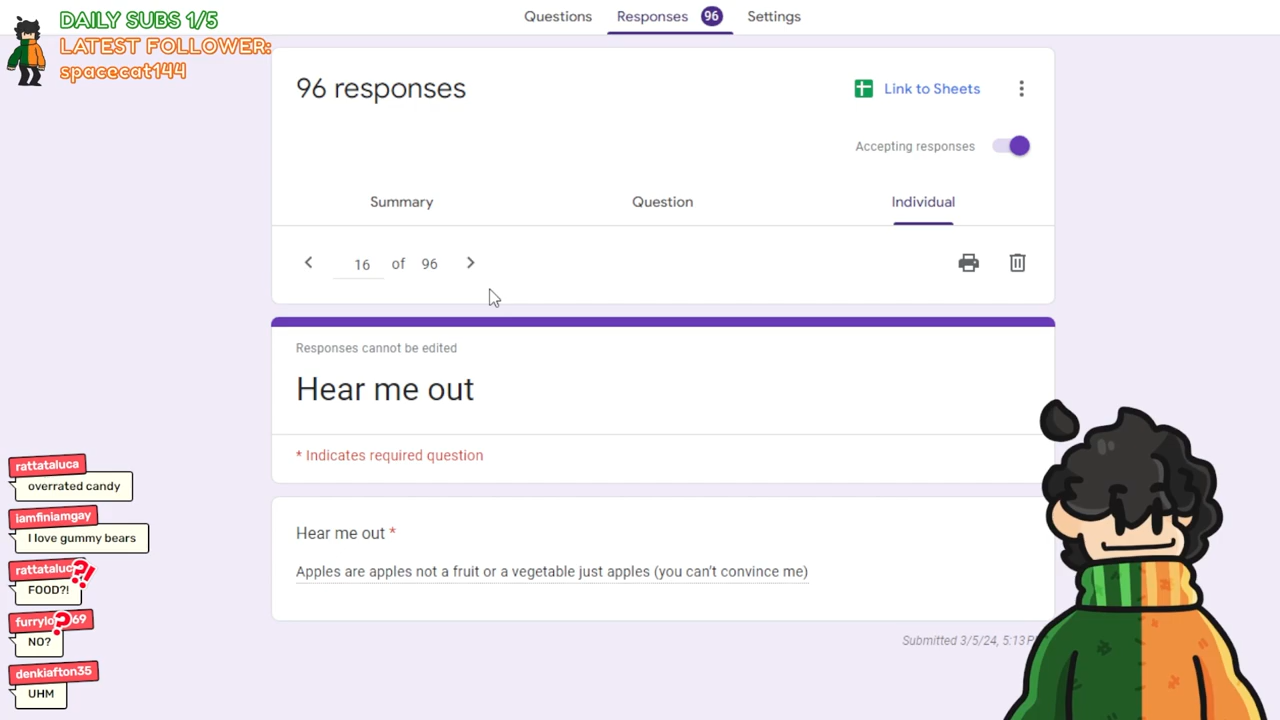 DAILY SUBS 1/5
LATEST FOLLOWER:
spacecat144
Questions
Responses 96
Settings
96 responses
Link to Sheets
Accepting responses
Summary
Question
Individual
16 of 96
Responses cannot be edited
Hear me out
* Indicates required question
Hear me out *
Apples are apples not a fruit or a vegetable just apples (you can't convince me)
Submitted 3/5/24, 5:13
rattataluca
overrated candy
iamfiniamgay
I love gummy bears
FOOD?!
NO?
denkiafton35
UHM